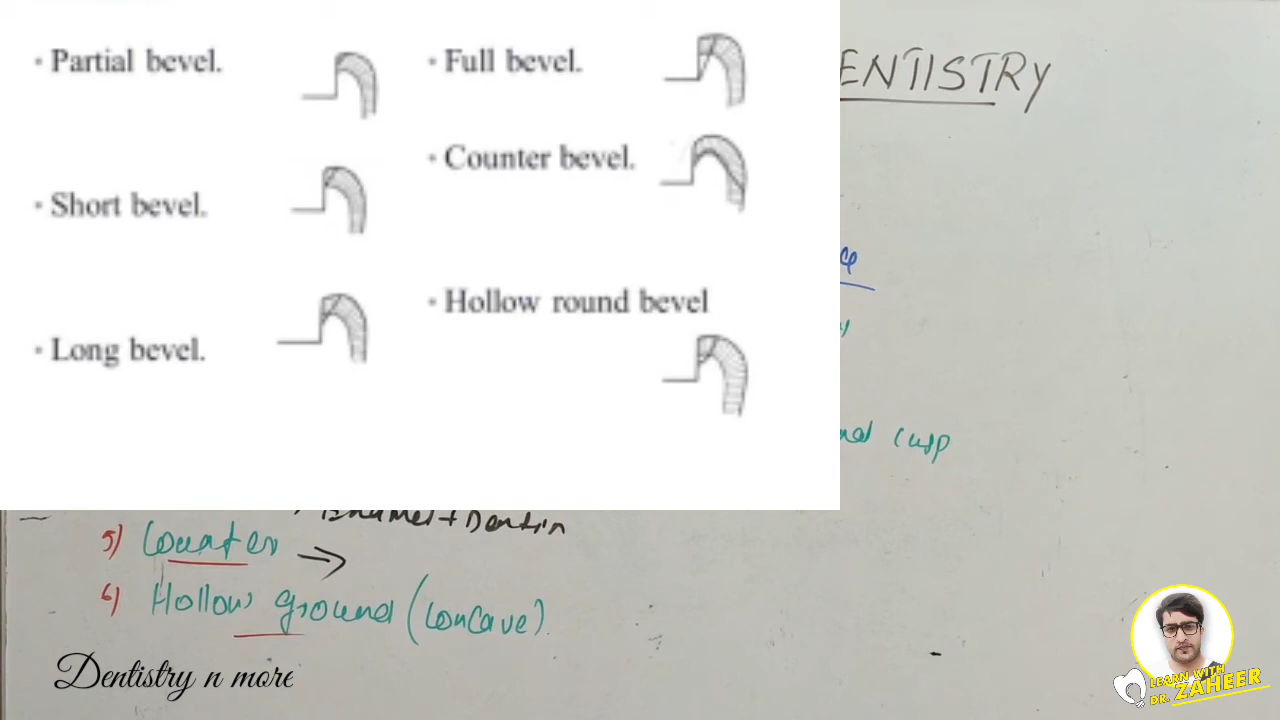 • Partial bevel.
• Full bevel.
• Counter bevel.
• Short bevel.
• Hollow round bevel
• Long bevel.
ENTISTRY
cusp
Enamel + Dentin
5) Counter →
6) Hollow ground (Concave)
Dentistry n more
LEARN WITH
DR. ZAHEER